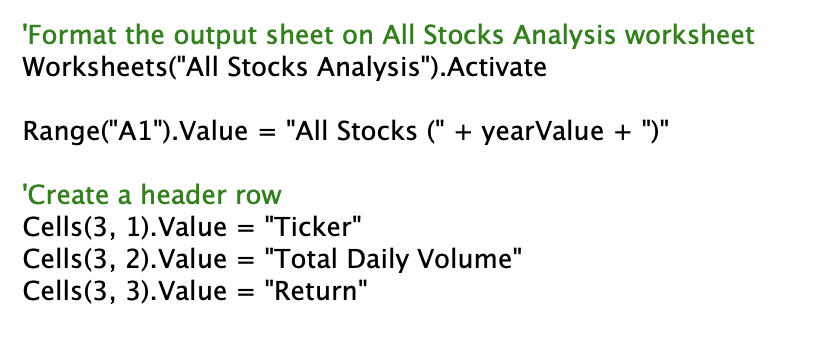 'Format the output sheet on All Stocks Analysis worksheet
Worksheets("All Stocks Analysis").Activate
Range("A1").Value = "All Stocks (" + yearValue + ")"
'Create a header row
Cells(3, 1).Value = "Ticker"
Cells(3, 2).Value = "Total Daily Volume"
Cells(3, 3).Value = "Return"